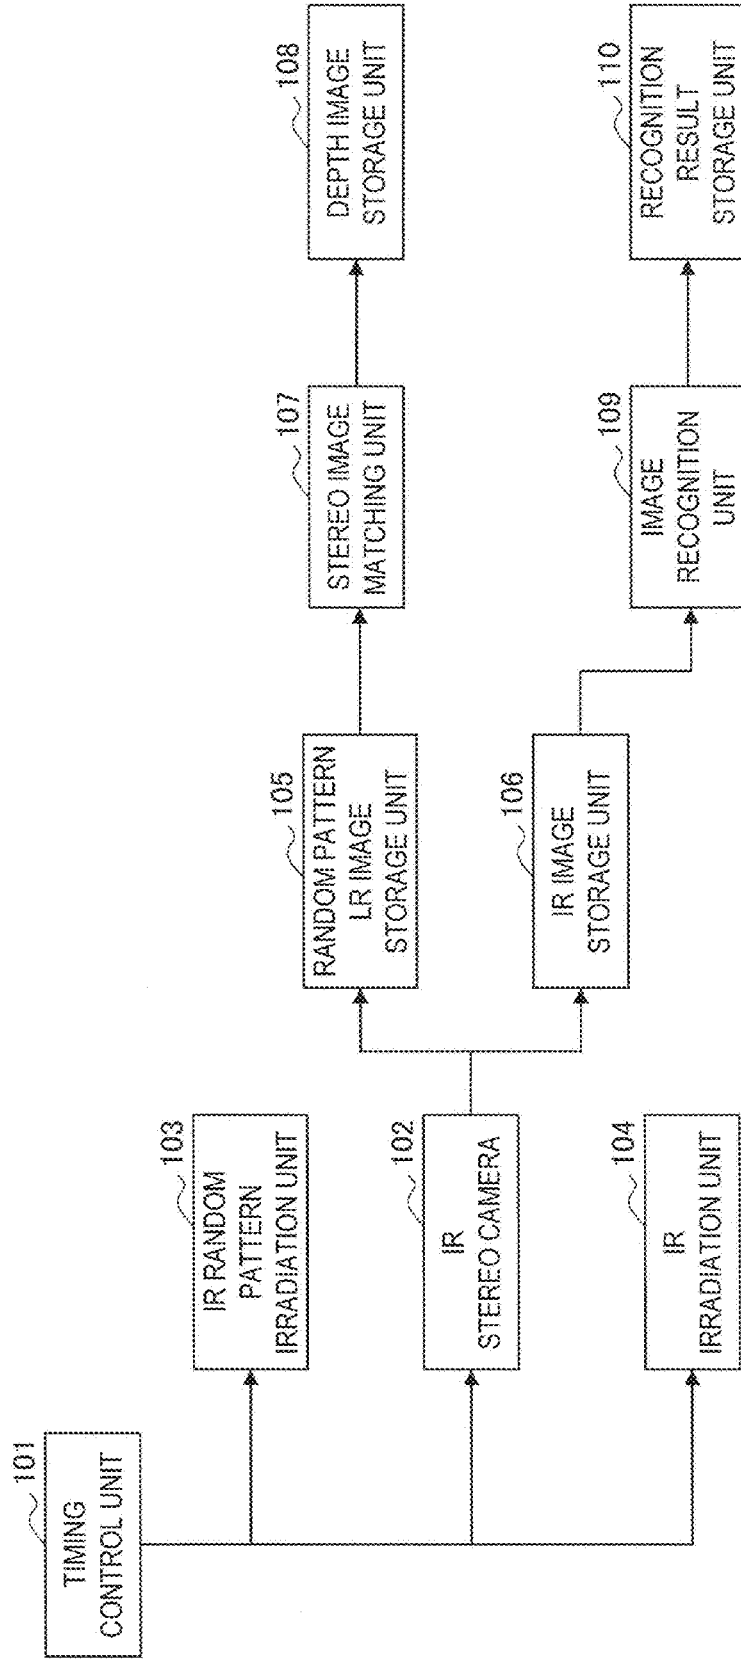 101
TIMING
CONTROL UNIT
103
IR RANDOM
PATTERN
IRRADIATION UNIT
102
IR
STEREO CAMERA
104
IR
IRRADIATION UNIT
105
RANDOM PATTERN
LR IMAGE
STORAGE UNIT
106
IR IMAGE
STORAGE UNIT
107
STEREO IMAGE
MATCHING UNIT
109
IMAGE
RECOGNITION
UNIT
108
DEPTH IMAGE
STORAGE UNIT
110
RECOGNITION
RESULT
STORAGE UNIT